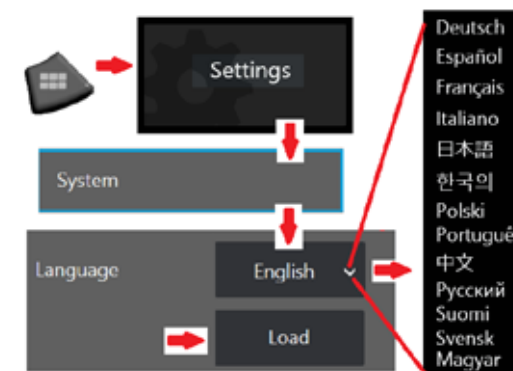 Settings
System
Language
English
Load
Deutsch
Español
Français
Italiano
日本語
한국의
Polski
Portuguê
中文
Русский
Suomi
Svensk
Magyar